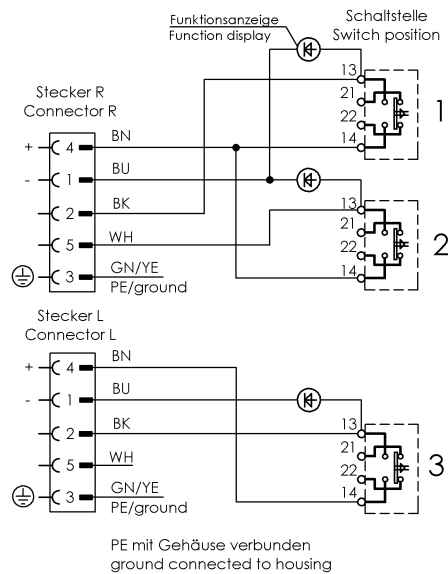 Funktionsanzeige
Function display
Schaltstelle
Switch position
Stecker R
Connector R
+ 4 BN
- 1 BU
2 BK
5 WH
3 GN/YE
PE/ground
13
21
22
14
1
13
21
22
14
2
Stecker L
Connector L
+ 4 BN
- 1 BU
2 BK
5 WH
3 GN/YE
PE/ground
13
21
22
14
3
PE mit Gehäuse verbunden
ground connected to housing